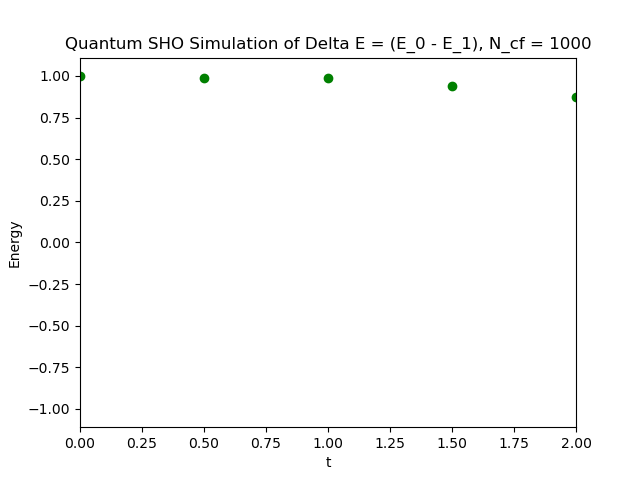 Quantum SHO Simulation of Delta E = (E_0 - E_1), N_cf = 1000
1.00
0.75
0.50
0.25
0.00
−0.25
−0.50
−0.75
−1.00
Energy
0.00 0.25 0.50 0.75 1.00 1.25 1.50 1.75 2.00
t